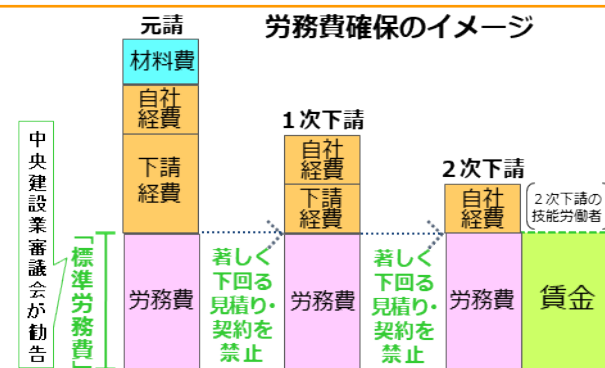 労務費確保のイメージ
元請
材料費
自社
経費
下請
経費
労務費
1次下請
自社
経費
下請
経費
労務費
2次下請
自社
経費
労務費
2次下請の
技能労働者
賃金
中央建設業審議会が勧告
「標準労務費」
著しく
下回る
見積り・
契約を
禁止
著しく
下回る
見積り・
契約を
禁止